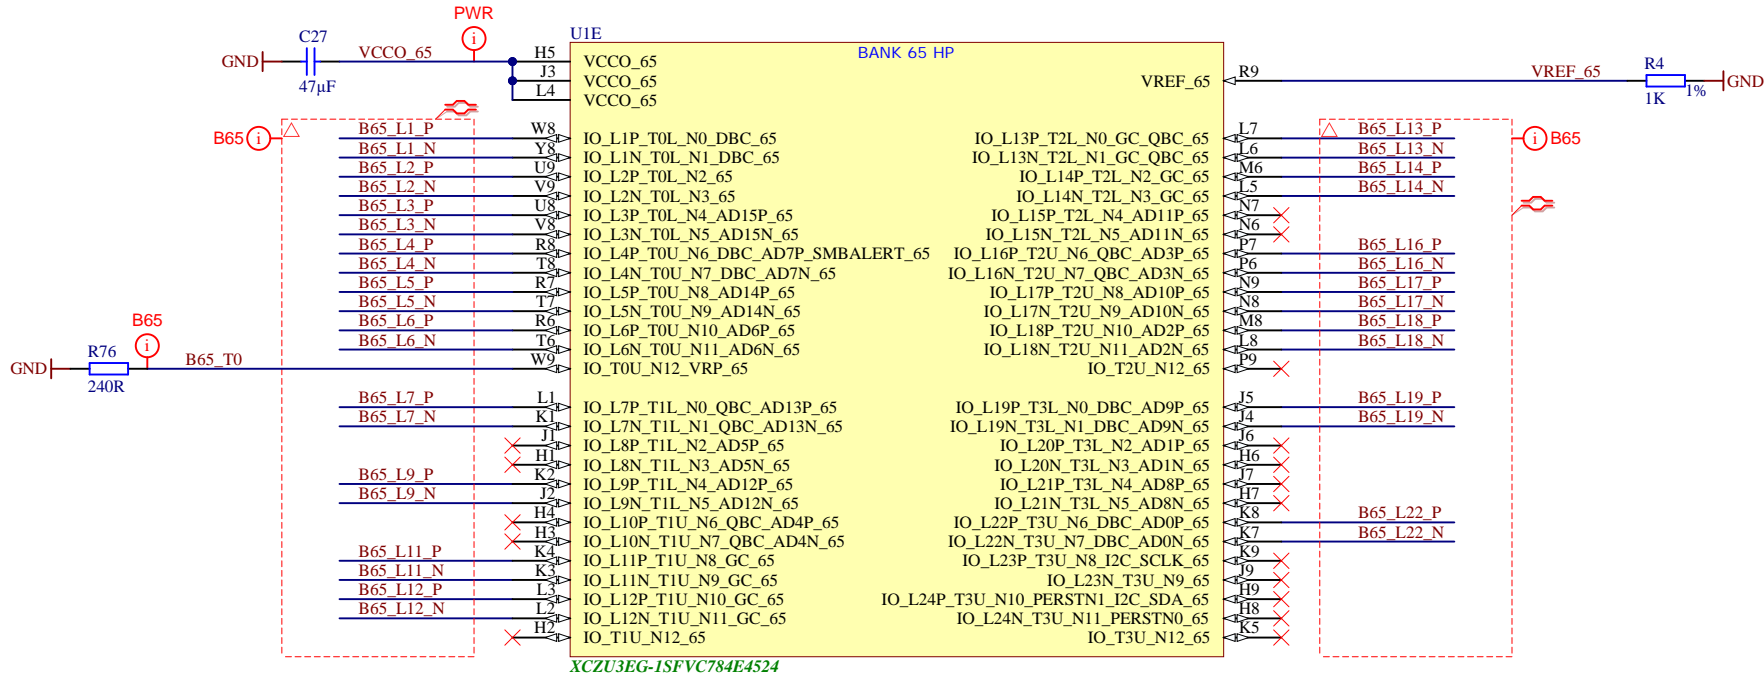 PWR
U1E
C27
BANK 65 HP
GND VCCO_65 H5 VCCO_65
47µF
J3 VCCO_65
L4 VCCO_65
VREF_65 R9 VREF_65 R4 GND
1K 1%
B65 i
B65_L1_P W8 IO_L1P_T0L_N0_DBC_65 IO_L13P_T2L_N0_GC_QBC_65 L7 B65_L13_P
i B65
B65_L1_N Y8 IO_L1N_T0L_N1_DBC_65 IO_L13N_T2L_N1_GC_QBC_65 L6 B65_L13_N
B65_L2_P U9 IO_L2P_T0L_N2_65 IO_L14P_T2L_N2_GC_65 M6 B65_L14_P
B65_L2_N V9 IO_L2N_T0L_N3_65 IO_L14N_T2L_N3_GC_65 L5 B65_L14_N
B65_L3_P U8 IO_L3P_T0L_N4_AD15P_65 IO_L15P_T2L_N4_AD11P_65 N7
B65_L3_N V8 IO_L3N_T0L_N5_AD15N_65 IO_L15N_T2L_N5_AD11N_65 N6
B65_L4_P R8 IO_L4P_T0U_N6_DBC_AD7P_SMBALERT_65 IO_L16P_T2U_N6_QBC_AD3P_65 P7 B65_L16_P
B65_L4_N T8 IO_L4N_T0U_N7_DBC_AD7N_65 IO_L16N_T2U_N7_QBC_AD3N_65 P6 B65_L16_N
B65_L5_P R7 IO_L5P_T0U_N8_AD14P_65 IO_L17P_T2U_N8_AD10P_65 N9 B65_L17_P
B65_L5_N T7 IO_L5N_T0U_N9_AD14N_65 IO_L17N_T2U_N9_AD10N_65 N8 B65_L17_N
B65_L6_P R6 IO_L6P_T0U_N10_AD6P_65 IO_L18P_T2U_N10_AD2P_65 M8 B65_L18_P
B65_L6_N T6 IO_L6N_T0U_N11_AD6N_65 IO_L18N_T2U_N11_AD2N_65 L8 B65_L18_N
B65
i
R76
GND B65_T0 W9 IO_T0U_N12_VRP_65 IO_T2U_N12_65 P9
240R
B65_L7_P L1 IO_L7P_T1L_N0_QBC_AD13P_65 IO_L19P_T3L_N0_DBC_AD9P_65 J5 B65_L19_P
B65_L7_N K1 IO_L7N_T1L_N1_QBC_AD13N_65 IO_L19N_T3L_N1_DBC_AD9N_65 J4 B65_L19_N
J1 IO_L8P_T1L_N2_AD5P_65 IO_L20P_T3L_N2_AD1P_65 J6
H1 IO_L8N_T1L_N3_AD5N_65 IO_L20N_T3L_N3_AD1N_65 H6
B65_L9_P K2 IO_L9P_T1L_N4_AD12P_65 IO_L21P_T3L_N4_AD8P_65 J7
B65_L9_N J2 IO_L9N_T1L_N5_AD12N_65 IO_L21N_T3L_N5_AD8N_65 H7
H4 IO_L10P_T1U_N6_QBC_AD4P_65 IO_L22P_T3U_N6_DBC_AD0P_65 K8 B65_L22_P
H3 IO_L10N_T1U_N7_QBC_AD4N_65 IO_L22N_T3U_N7_DBC_AD0N_65 K7 B65_L22_N
B65_L11_P K4 IO_L11P_T1U_N8_GC_65 IO_L23P_T3U_N8_I2C_SCLK_65 K9
B65_L11_N K3 IO_L11N_T1U_N9_GC_65 IO_L23N_T3U_N9_65 J9
B65_L12_P L3 IO_L12P_T1U_N10_GC_65 IO_L24P_T3U_N10_PERSTN1_I2C_SDA_65 H9
B65_L12_N L2 IO_L12N_T1U_N11_GC_65 IO_L24N_T3U_N11_PERSTN0_65 H8
H2 IO_T1U_N12_65 IO_T3U_N12_65 K5
XCZU3EG-1SFVC784E4524